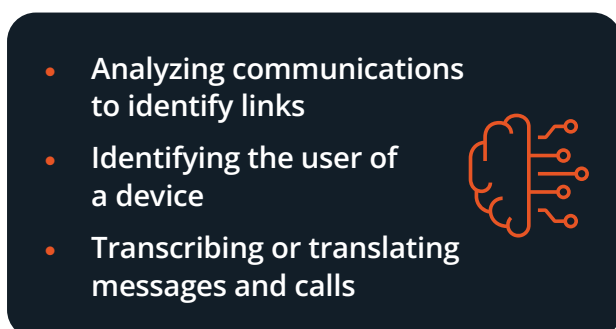 • Analyzing communications
to identify links
• Identifying the user of
a device
• Transcribing or translating
messages and calls